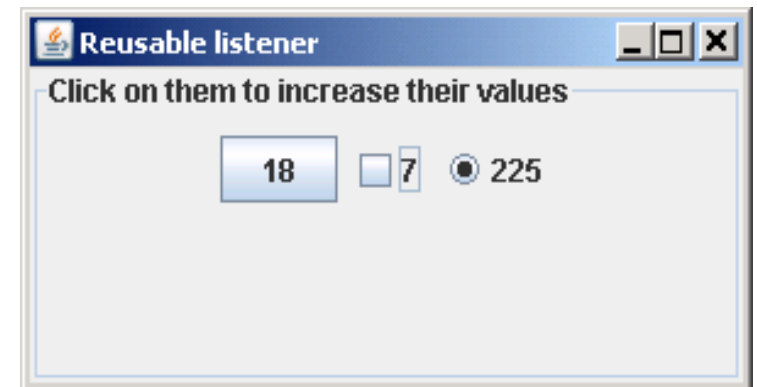 Reusable listener
Click on them to increase their values
18 7 225